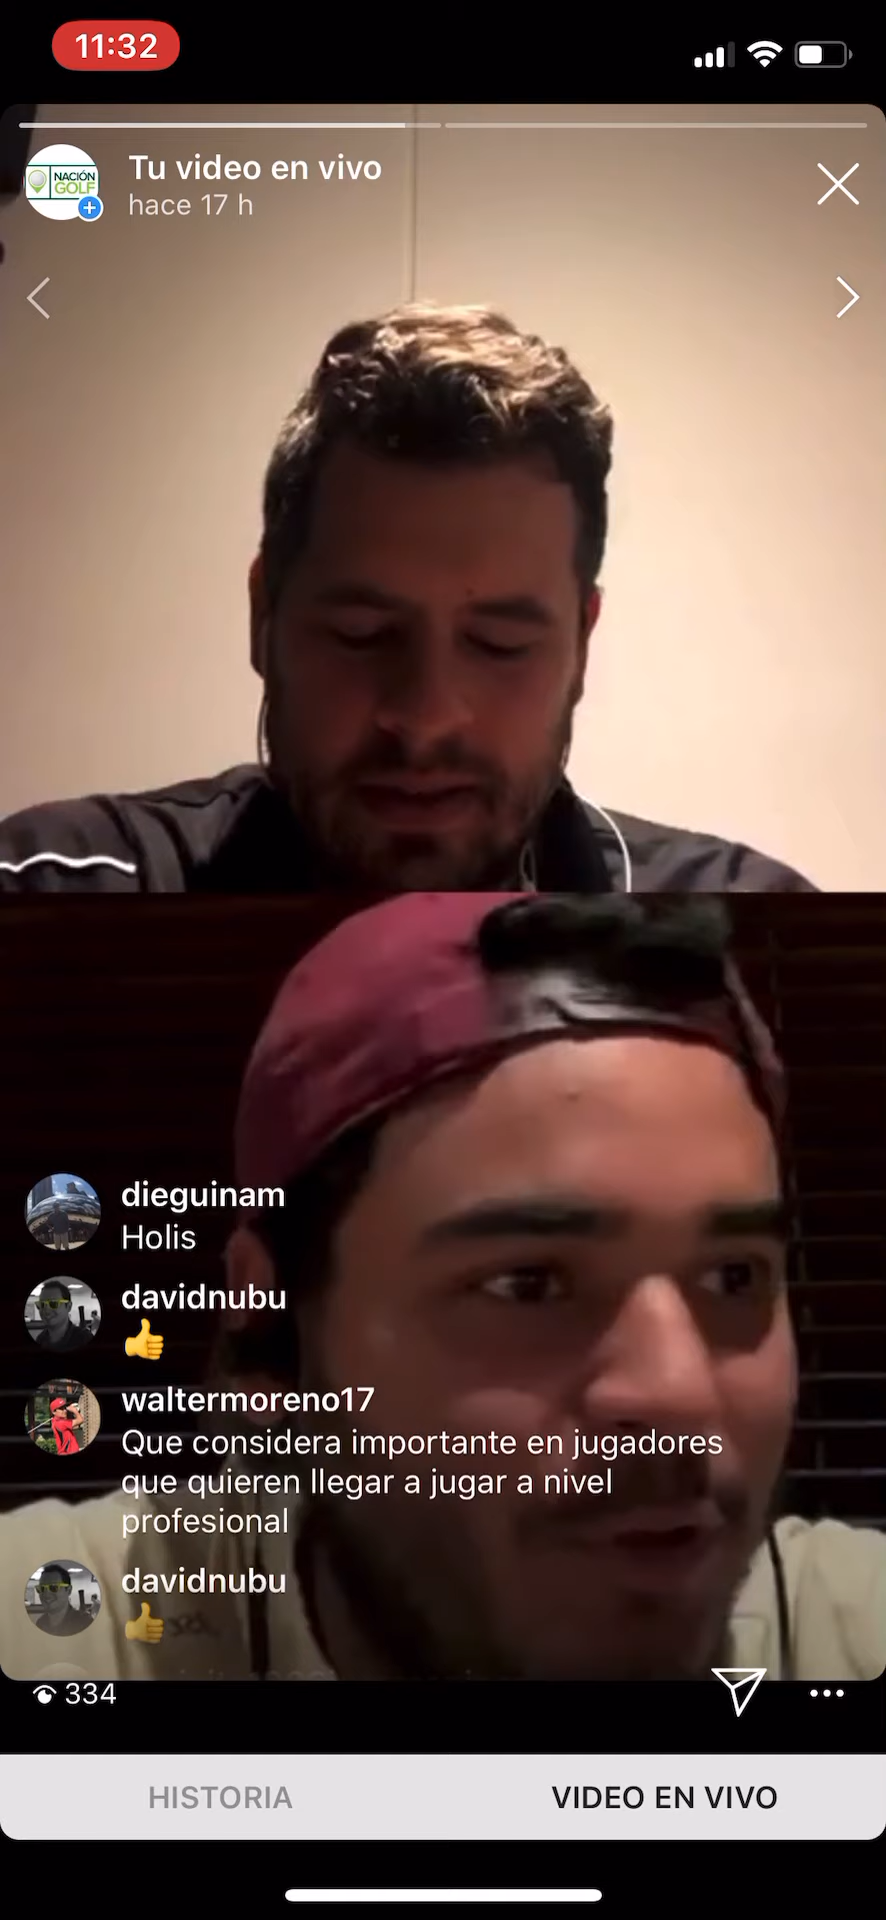 11:32
NACIÓN
GOLF
Tu video en vivo
hace 17 h
dieguinam
Holis
davidnubu
👍
waltermoreno17
Que considera importante en jugadores
que quieren llegar a jugar a nivel
profesional
davidnubu
👍
334
HISTORIA
VIDEO EN VIVO